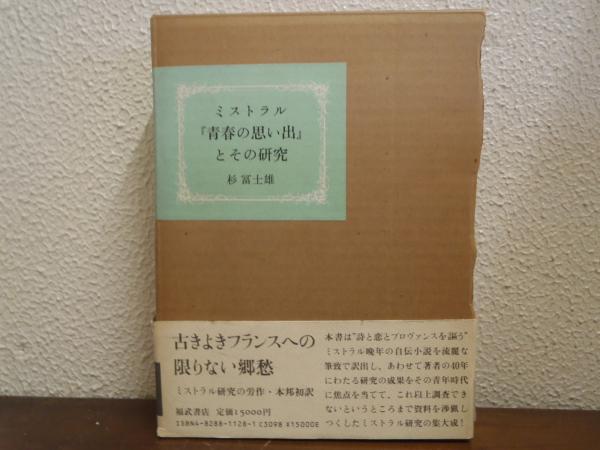 ミストラル
『青春の思い出』
とその研究
杉 冨士雄
古きよきフランスへの
限りない郷愁
ミストラル研究の労作・本邦初訳
福武書店 定価15000円
ISBN4-8288-1128-1 C3098 ¥15000E
本書は"詩と恋とプロヴァンスを謳う"
ミストラル晩年の自伝小説を流麗な
筆致で訳出し、あわせて著者の40年
にわたる研究の成果をその青年時代
に焦点を当てて、これ以上調査でき
ないというところまで資料を渉猟し
つくしたミストラル研究の集大成!